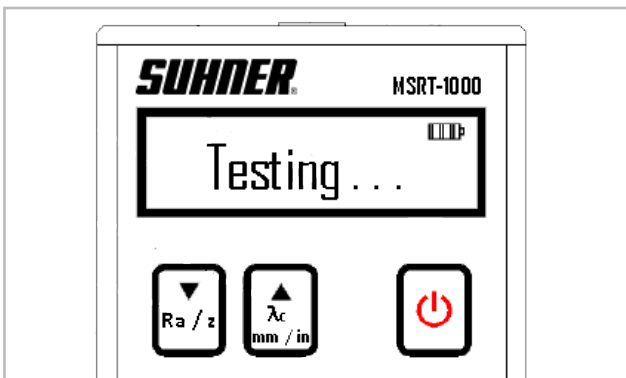 SUHNER®
MSRT-1000
Testing . . .
▼
Ra / z
▲
λc
mm / in